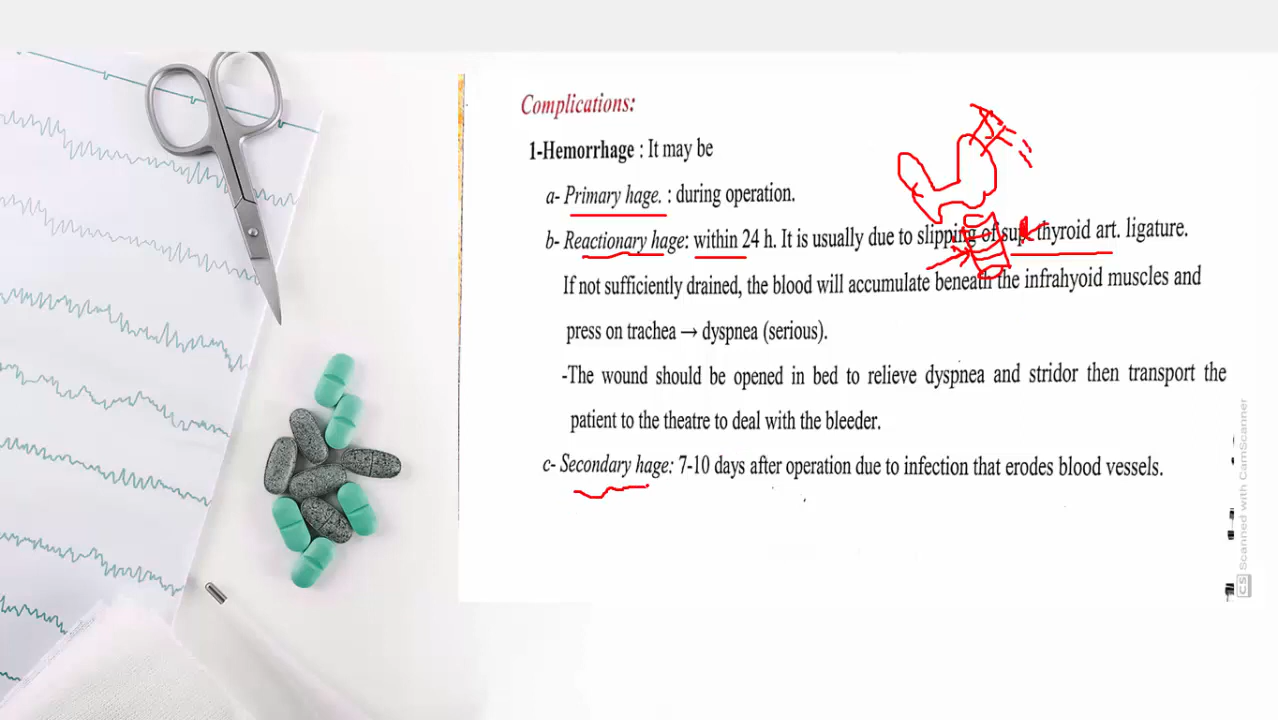 Complications:
1-Hemorrhage : It may be
a- Primary hage. : during operation.
b- Reactionary hage: within 24 h. It is usually due to slipping of sup. thyroid art. ligature.
If not sufficiently drained, the blood will accumulate beneath the infrahyoid muscles and
press on trachea → dyspnea (serious).
-The wound should be opened in bed to relieve dyspnea and stridor then transport the
patient to the theatre to deal with the bleeder.
c- Secondary hage: 7-10 days after operation due to infection that erodes blood vessels.
CS Scanned with CamScanner